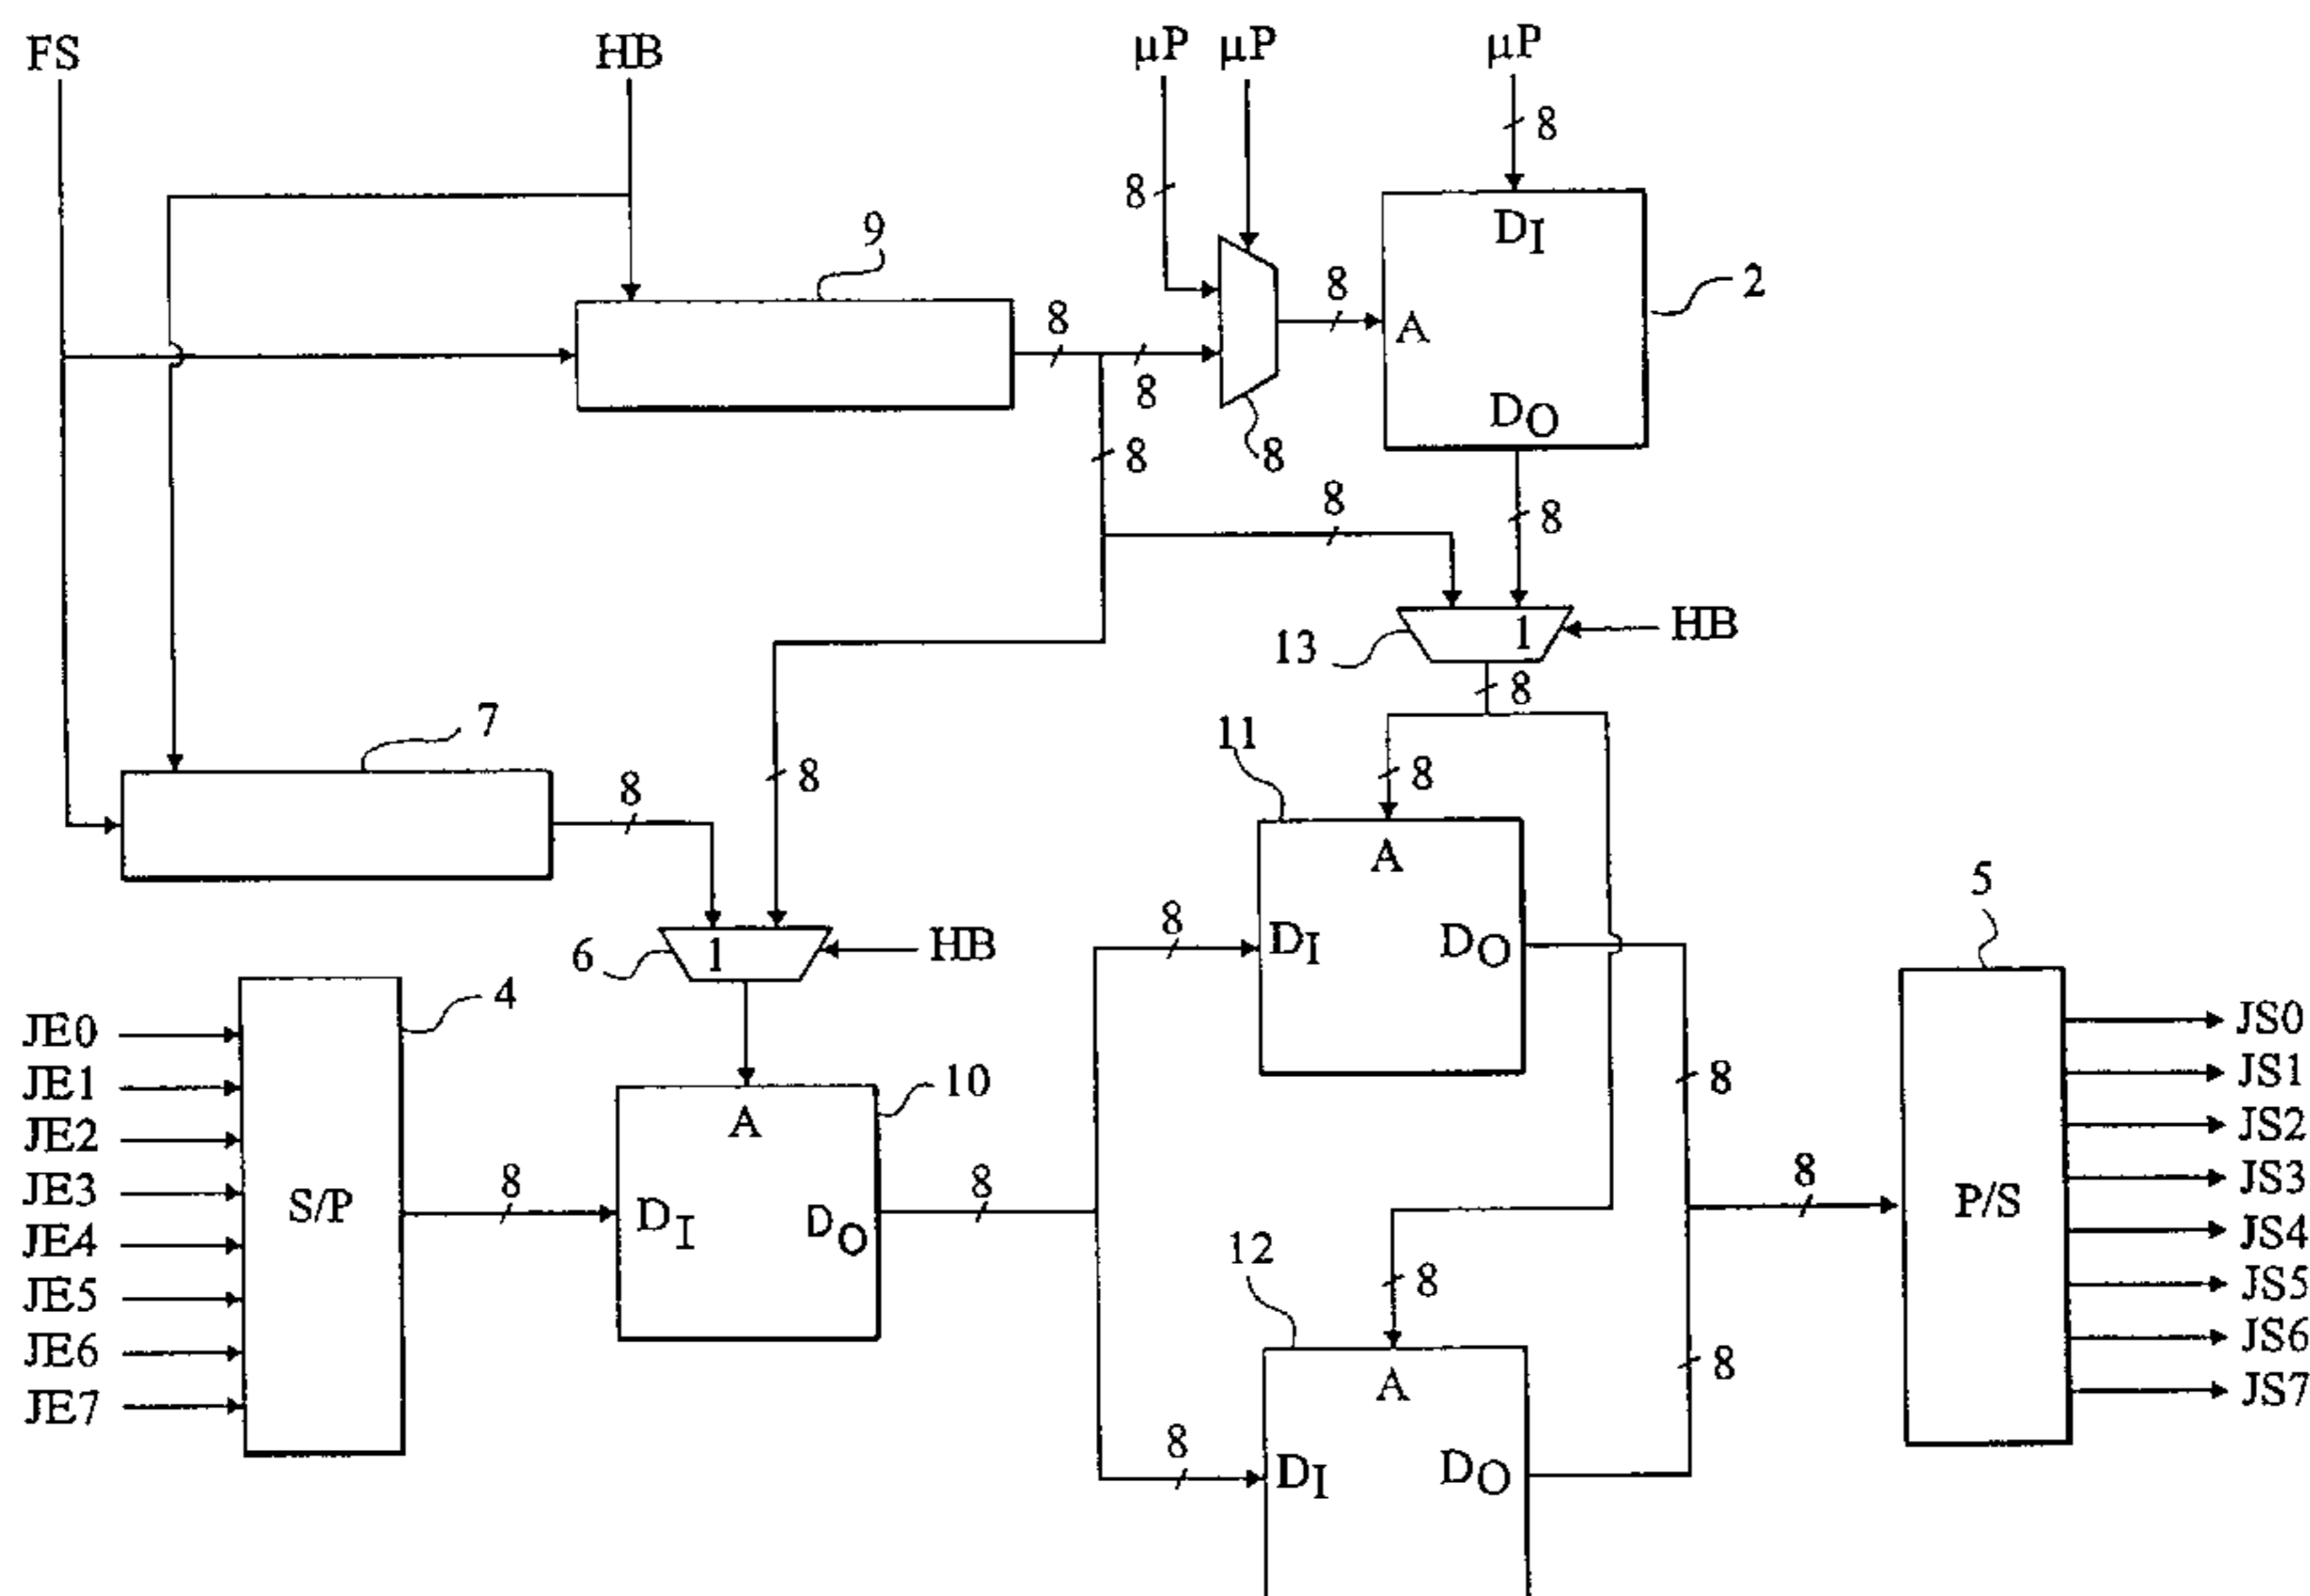 FS
HB
μP
μP
μP
8
8
9
DI
8
2
8
8
A
8
DO
8
8
8
8
13
1
HB
8
7
11
8
8
8
A
5
6
1
HB
8
DI
DO
4
10
JE0
JE1
JE2
JE3
JE4
JE5
JE6
JE7
S/P
8
A
DI
DO
8
8
8
P/S
JS0
JS1
JS2
JS3
JS4
JS5
JS6
JS7
12
8
8
A
8
DI
DO